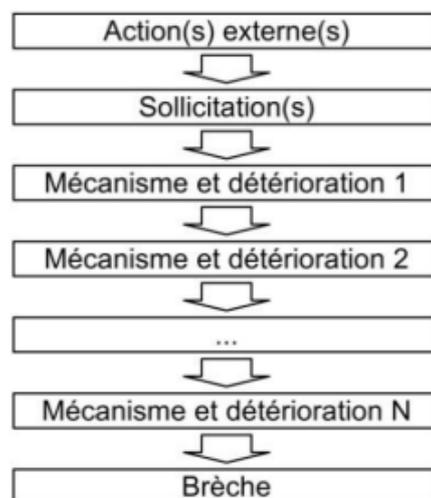 Action(s) externe(s)
Sollicitation(s)
Mécanisme et détérioration 1
Mécanisme et détérioration 2
...
Mécanisme et détérioration N
Brèche